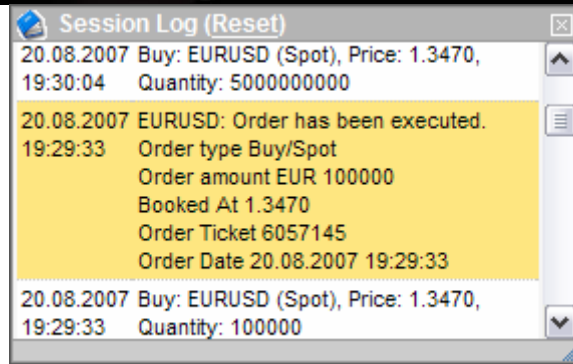 Session Log (Reset)
20.08.2007 Buy: EURUSD (Spot), Price: 1.3470,
19:30:04 Quantity: 5000000000
20.08.2007 EURUSD: Order has been executed.
19:29:33 Order type Buy/Spot
Order amount EUR 100000
Booked At 1.3470
Order Ticket 6057145
Order Date 20.08.2007 19:29:33
20.08.2007 Buy: EURUSD (Spot), Price: 1.3470,
19:29:33 Quantity: 100000